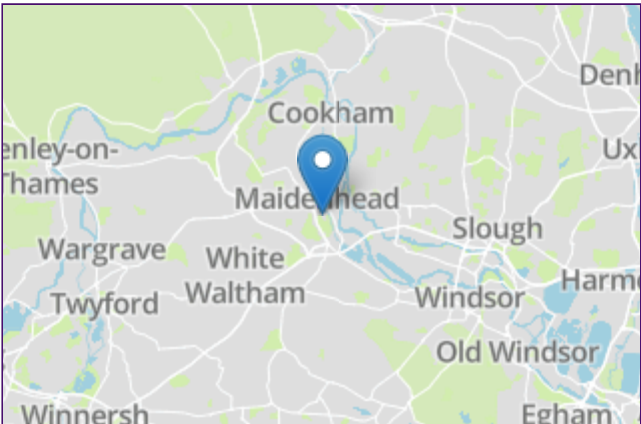 Denh
Cookham
enley-on-
Thames
Ux
Maidenhead
Slough
Wargrave
White
Waltham
Harm
Twyford
Windsor
Old Windsor
Winnersh
Egham